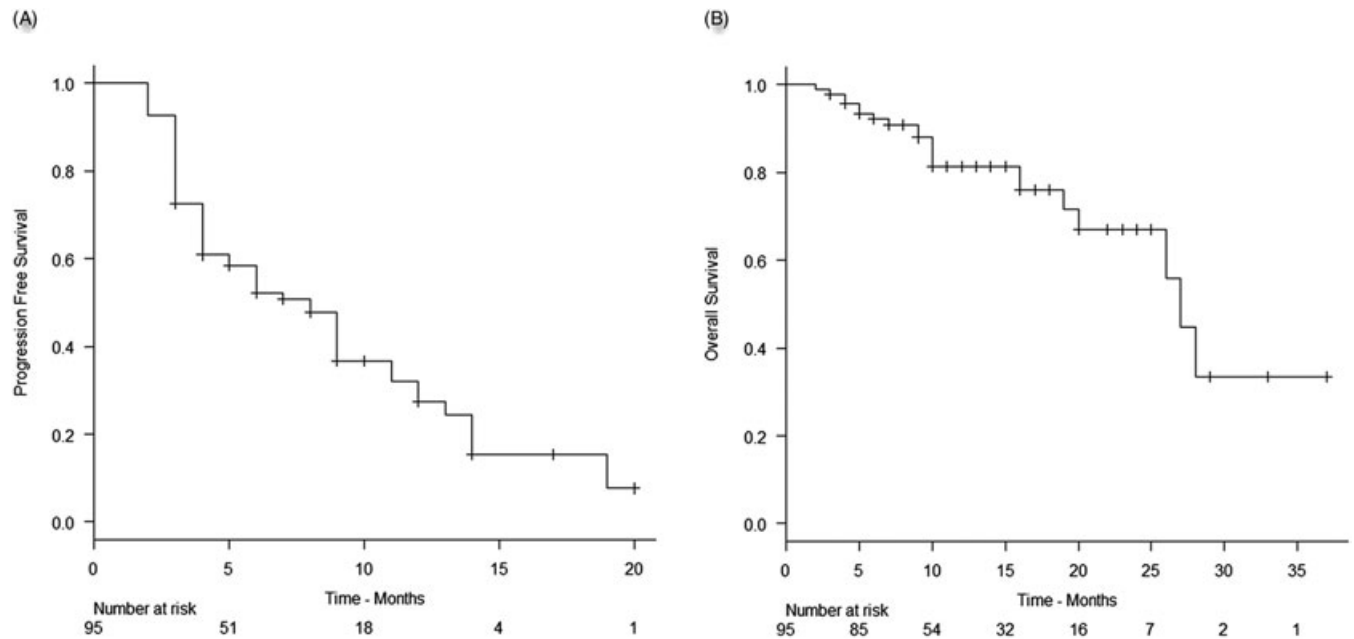 (A)
1.0
0.8
0.6
0.4
0.2
0.0
Progression Free Survival
0 5 10 15 20
Time - Months
Number at risk
95 51 18 4 1
(B)
1.0
0.8
0.6
0.4
0.2
0.0
Overall Survival
0 5 10 15 20 25 30 35
Time - Months
Number at risk
95 85 54 32 16 7 2 1